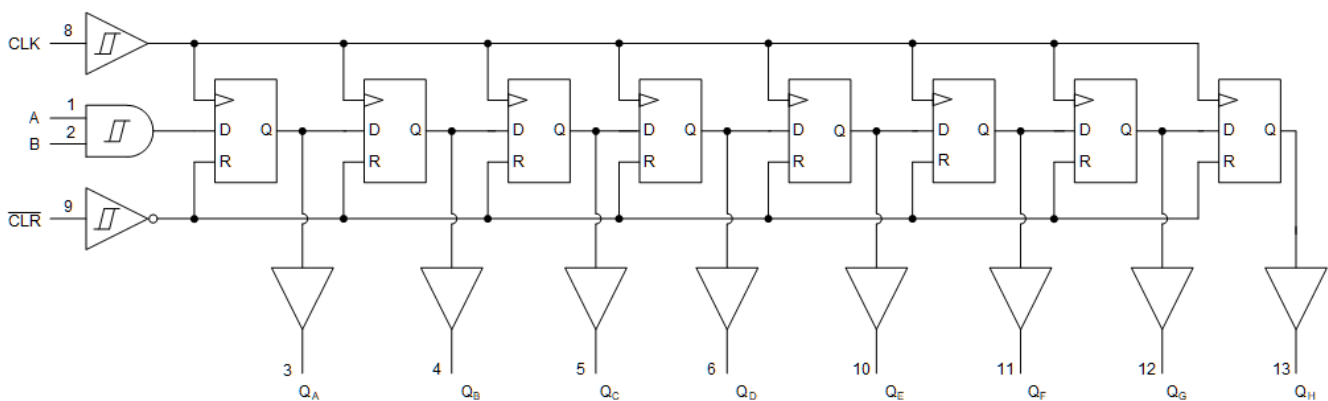 CLK 8
A 1
B 2
D Q D Q D Q D Q D Q D Q D Q D Q
R R R R R R R R
CLR 9
3 4 5 6 10 11 12 13
QA QB QC QD QE QF QG QH